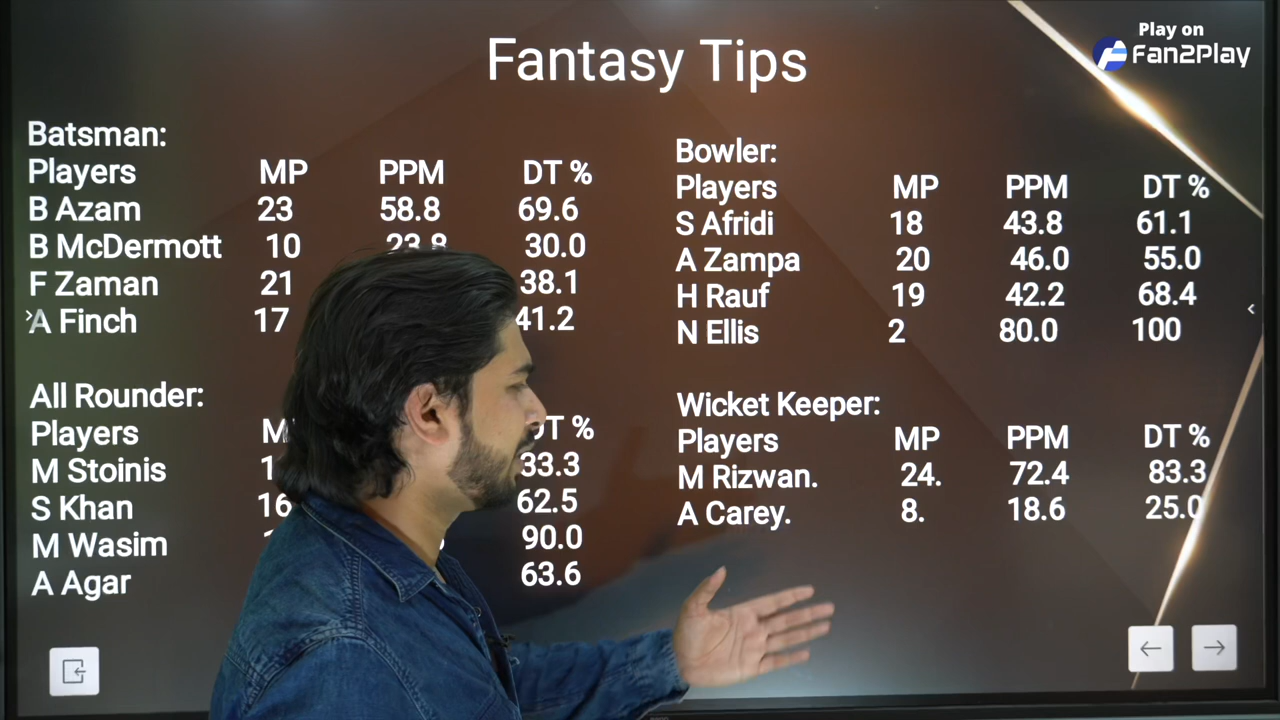 Play on
Fan2Play
Fantasy Tips
Batsman:
Players MP PPM DT %
B Azam 23 58.8 69.6
B McDermott 10 23.8 30.0
F Zaman 21 38.1
A Finch 17 41.2
All Rounder:
Players DT %
M Stoinis 33.3
S Khan 16 62.5
M Wasim 90.0
A Agar 63.6
Bowler:
Players MP PPM DT %
S Afridi 18 43.8 61.1
A Zampa 20 46.0 55.0
H Rauf 19 42.2 68.4
N Ellis 2 80.0 100
Wicket Keeper:
Players MP PPM DT %
M Rizwan. 24. 72.4 83.3
A Carey. 8. 18.6 25.0